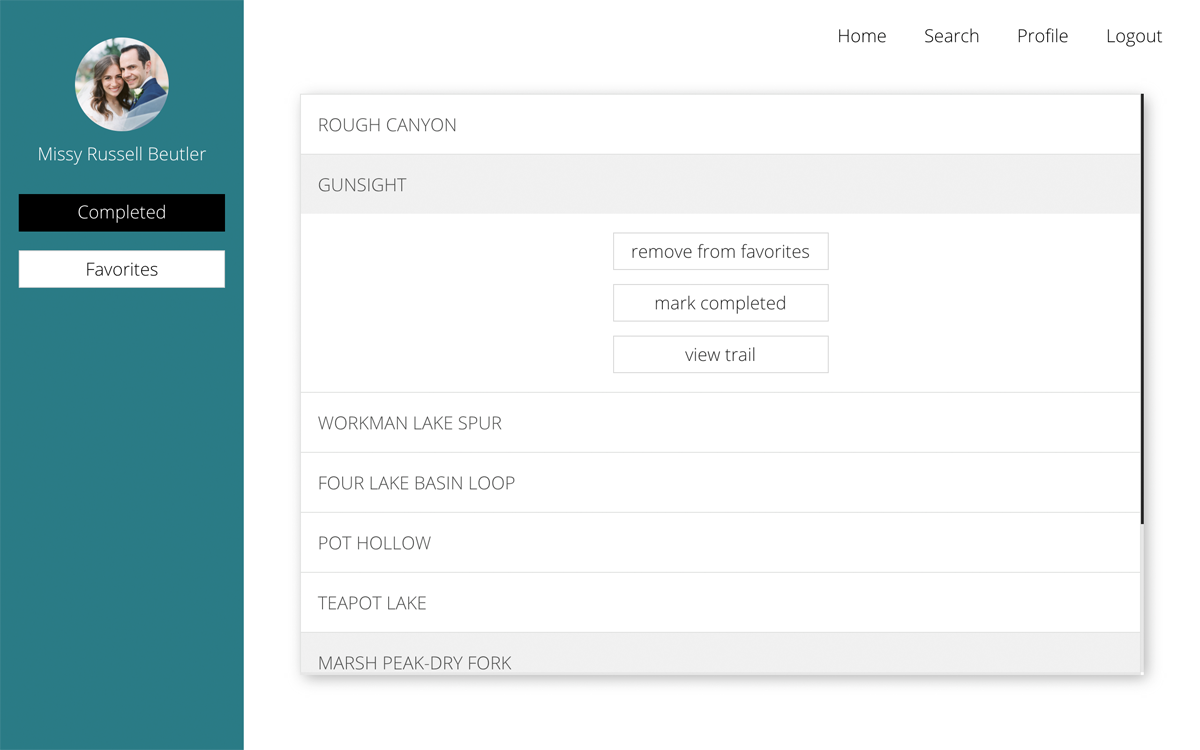 Home Search Profile Logout
Missy Russell Beutler
Completed
Favorites
ROUGH CANYON
GUNSIGHT
remove from favorites
mark completed
view trail
WORKMAN LAKE SPUR
FOUR LAKE BASIN LOOP
POT HOLLOW
TEAPOT LAKE
MARSH PEAK-DRY FORK